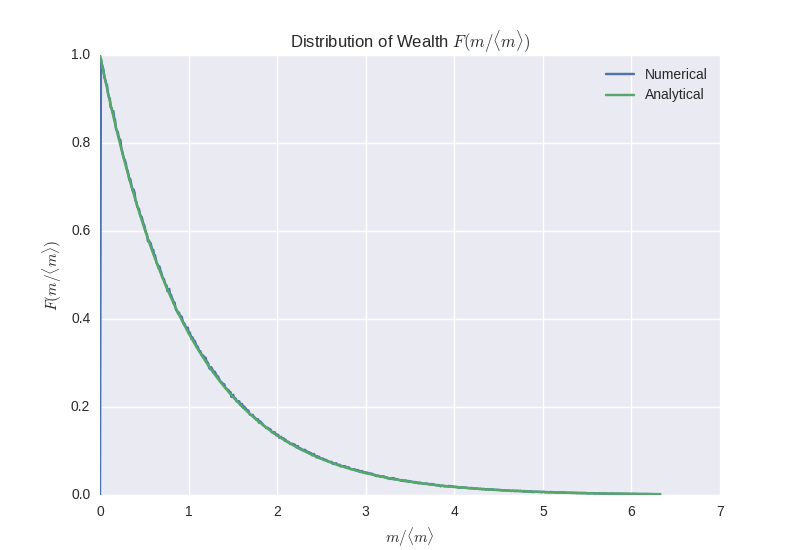 Distribution of Wealth F(m/⟨m⟩)
Numerical
Analytical
1.0
0.8
0.6
0.4
0.2
0.0
F(m/⟨m⟩)
0 1 2 3 4 5 6 7
m/⟨m⟩